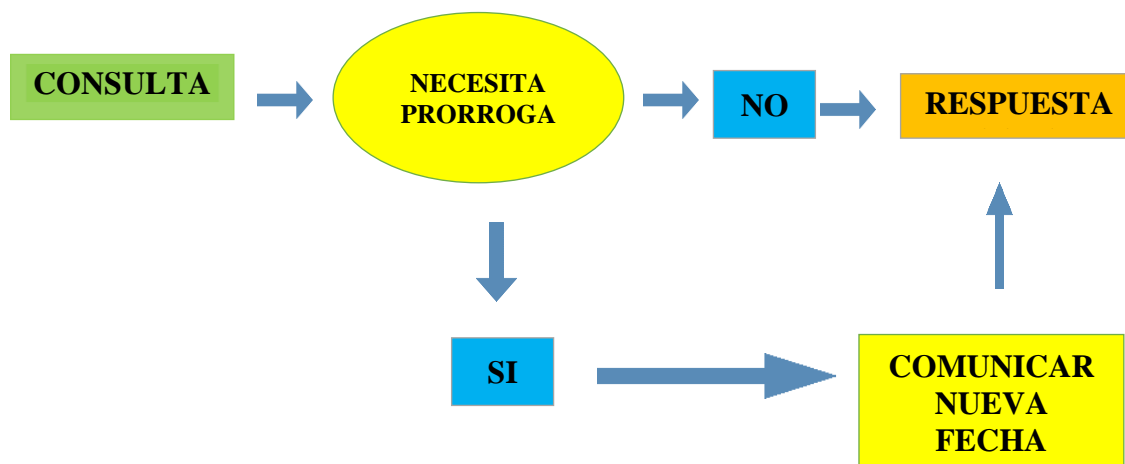 CONSULTA
NECESITA
PRORROGA
NO
RESPUESTA
SI
COMUNICAR
NUEVA
FECHA